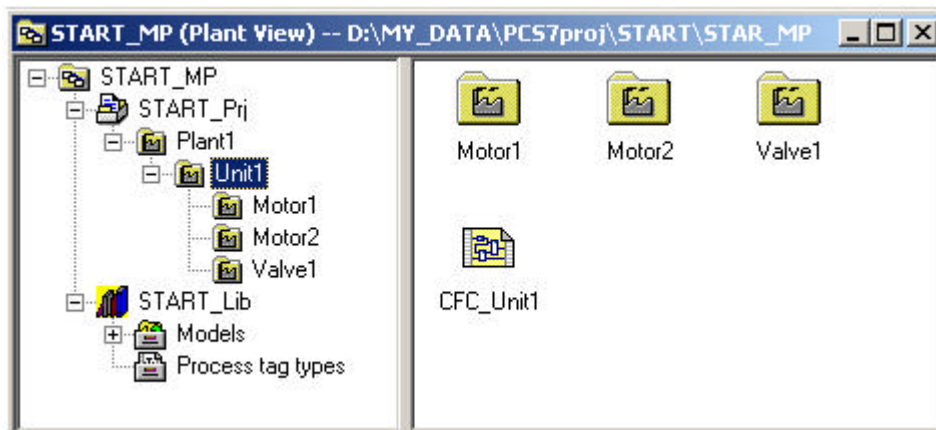 START_MP (Plant View) -- D:\MY_DATA\PCS7proj\START\STAR_MP
START_MP
START_Prj
Plant1
Unit1
Motor1
Motor2
Valve1
START_Lib
Models
Process tag types
Motor1 Motor2 Valve1
CFC_Unit1